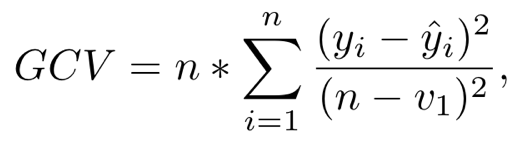 $GCV = n * \sum_{i=1}^{n} \frac{(y_i - \hat{y}_i)^2}{(n - v_1)^2},$